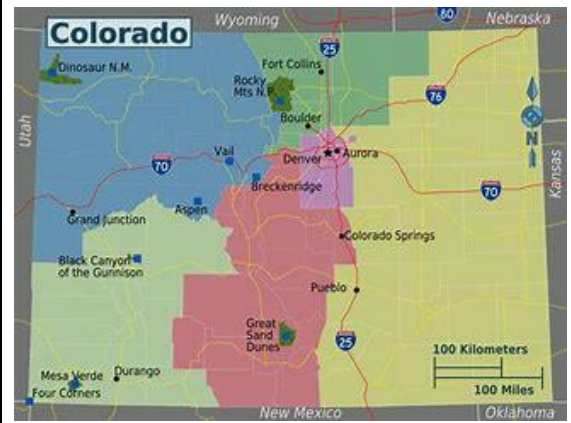 Wyoming
80
Nebraska
Colorado
25
Fort Collins
Dinosaur N.M.
Rocky
Mts N.P.
76
Boulder
Utah
Vail
Denver
Aurora
N
70
Kansas
Breckenridge
70
Aspen
Grand Junction
Colorado Springs
Black Canyon
of the Gunnison
Pueblo
Great
Sand
Dunes
25
100 Kilometers
Mesa Verde
Durango
100 Miles
Four Corners
New Mexico
Oklahoma